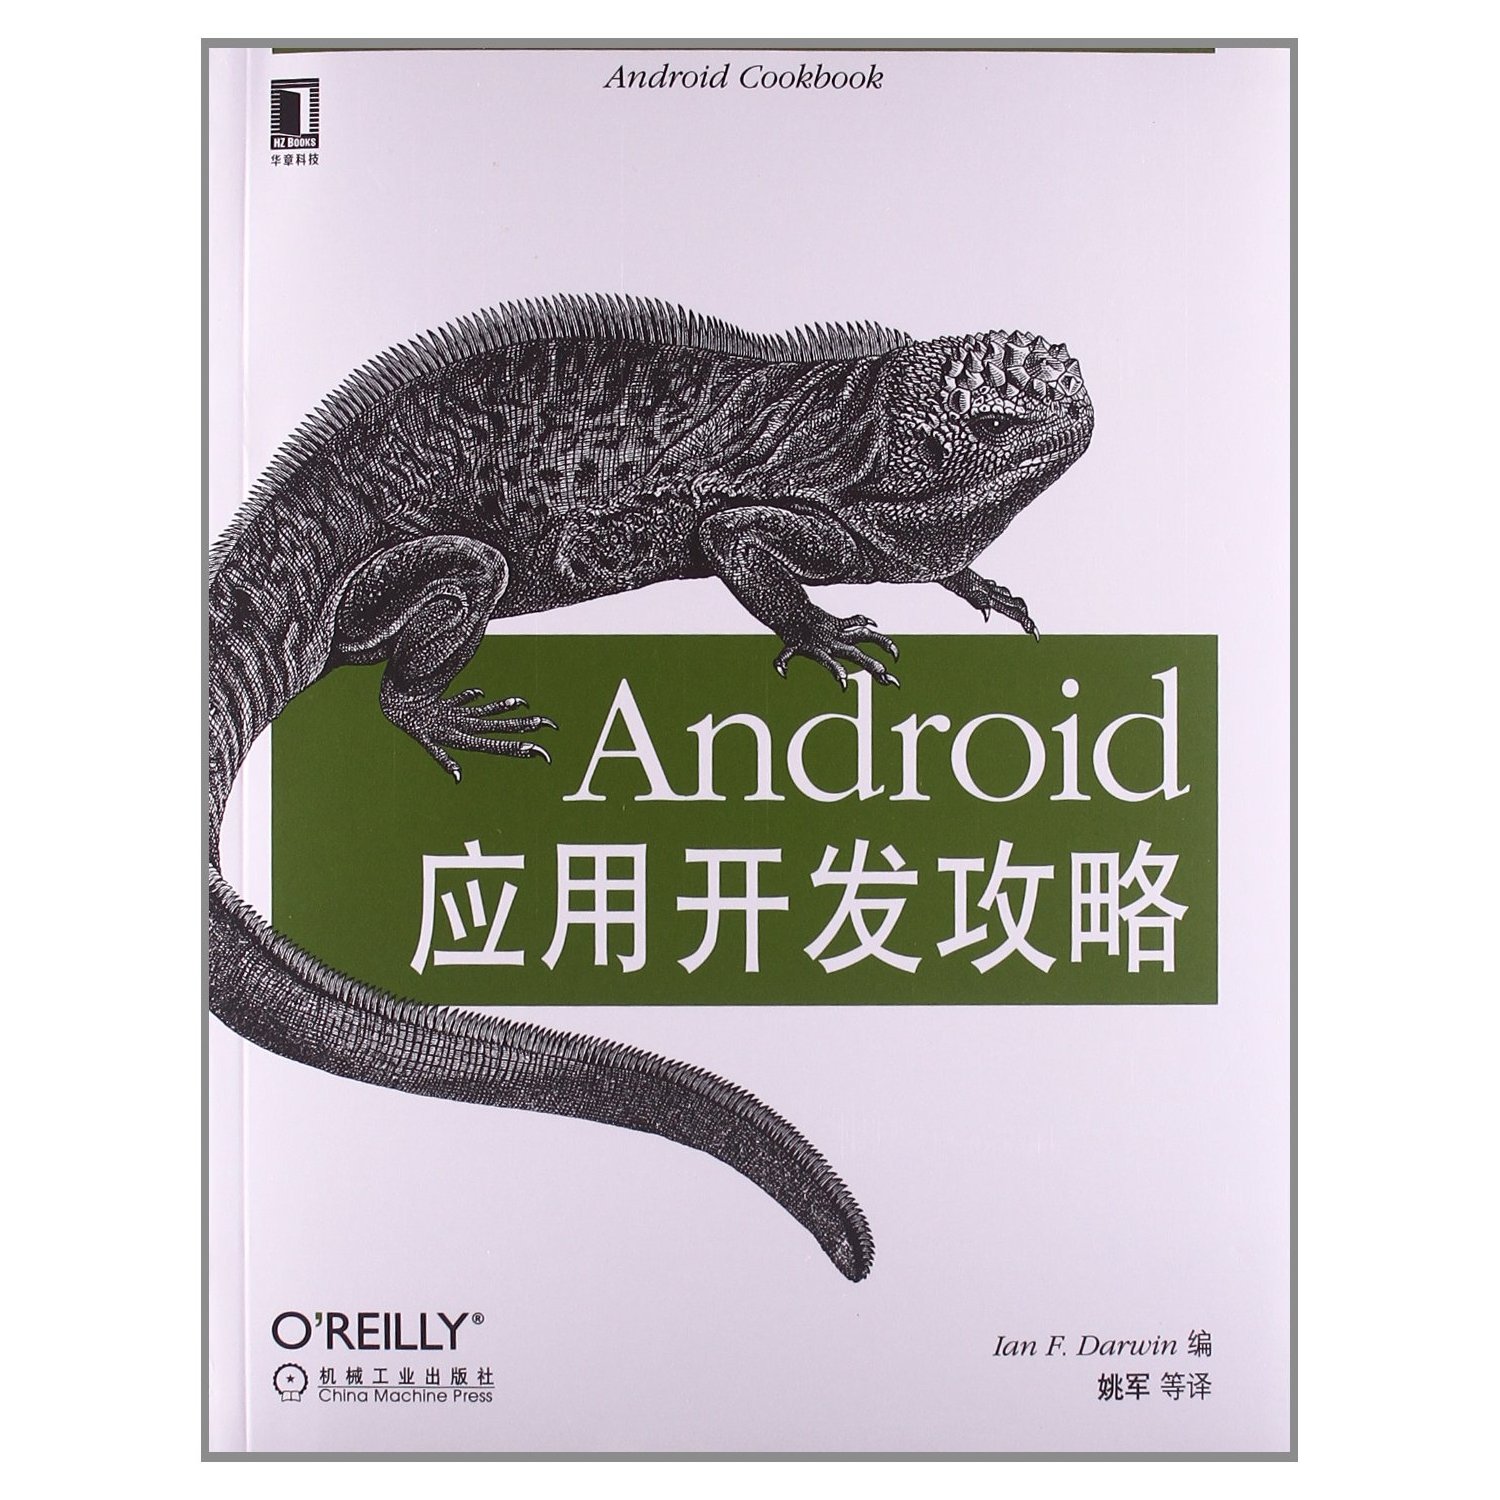 Android Cookbook
HZ BOOKS
华章科技
Android
应用开发攻略
O'REILLY®
机械工业出版社
China Machine Press
Ian F. Darwin 编
姚军 等译